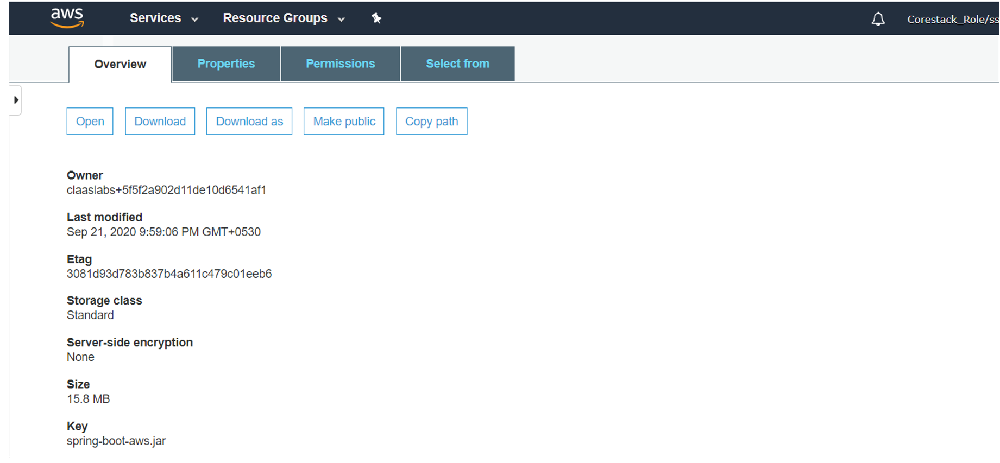 aws Services Resource Groups Corestack_Role/ss
Overview Properties Permissions Select from
Open Download Download as Make public Copy path
Owner
claaslabs+5f5f2a902d11de10d6541af1
Last modified
Sep 21, 2020 9:59:06 PM GMT+0530
Etag
3081d93d783b837b4a611c479c01eeb6
Storage class
Standard
Server-side encryption
None
Size
15.8 MB
Key
spring-boot-aws.jar